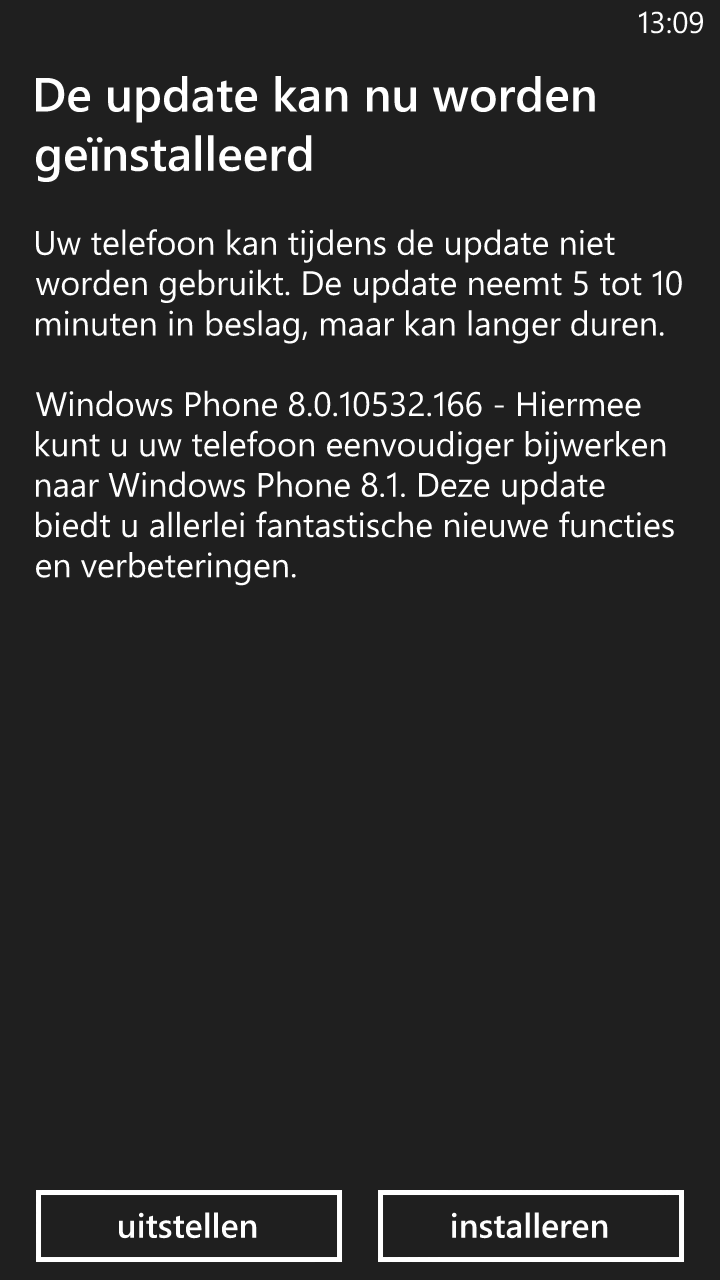 13:09
De update kan nu worden
geïnstalleerd
Uw telefoon kan tijdens de update niet
worden gebruikt. De update neemt 5 tot 10
minuten in beslag, maar kan langer duren.
Windows Phone 8.0.10532.166 - Hiermee
kunt u uw telefoon eenvoudiger bijwerken
naar Windows Phone 8.1. Deze update
biedt u allerlei fantastische nieuwe functies
en verbeteringen.
uitstellen
installeren